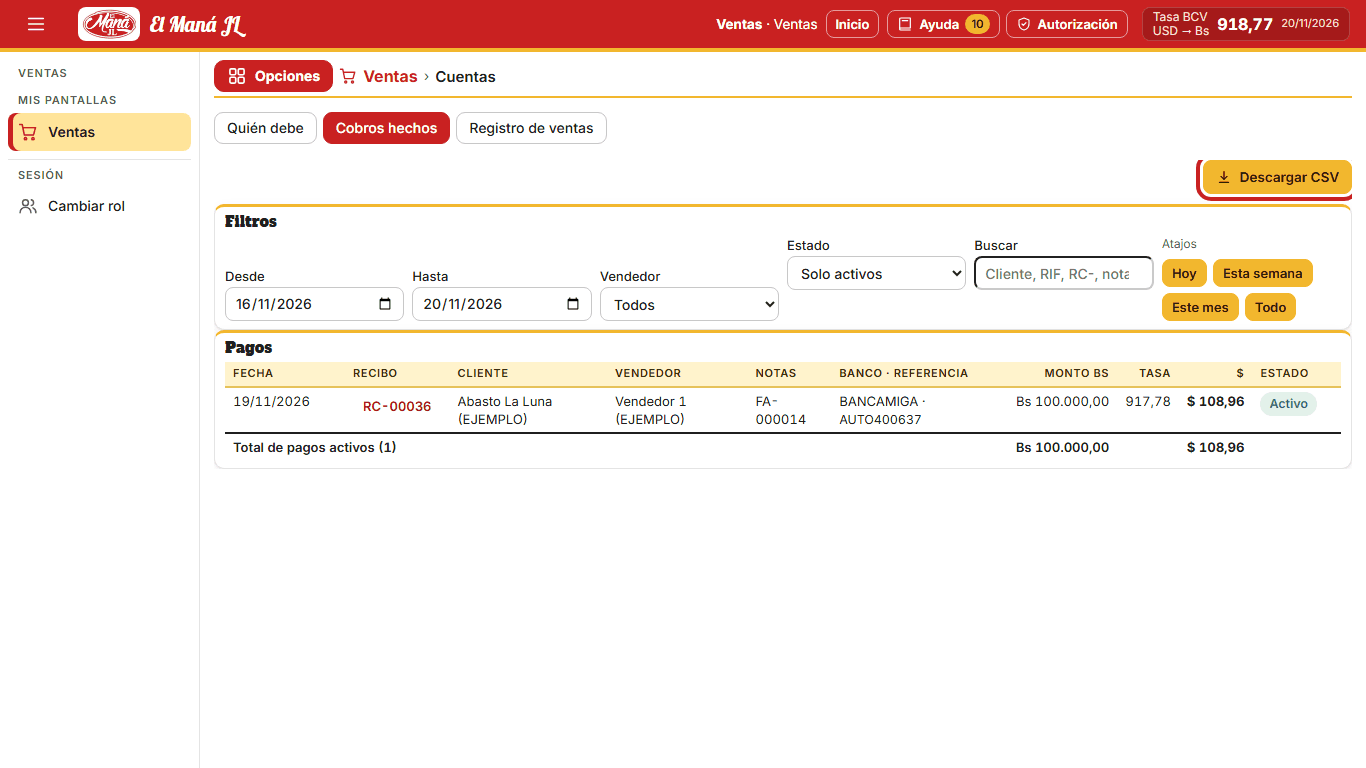 Maná
JL
El Maná JL
Ventas · Ventas
Inicio
Ayuda 10
Autorización
Tasa BCV
USD → Bs
918,77
20/11/2026
VENTAS
MIS PANTALLAS
Ventas
SESIÓN
Cambiar rol
Opciones
Ventas › Cuentas
Quién debe
Cobros hechos
Registro de ventas
Descargar CSV
Filtros
Desde
16/11/2026
Hasta
20/11/2026
Vendedor
Todos
Estado
Solo activos
Buscar
Cliente, RIF, RC-, nota
Atajos
Hoy
Esta semana
Este mes
Todo
Pagos
FECHA RECIBO CLIENTE VENDEDOR NOTAS BANCO · REFERENCIA MONTO BS TASA $ ESTADO
19/11/2026 RC-00036 Abasto La Luna Vendedor 1 FA- BANCAMIGA · Bs 100.000,00 917,78 $ 108,96 Activo
(EJEMPLO) (EJEMPLO) 000014 AUTO400637
Total de pagos activos (1) Bs 100.000,00 $ 108,96